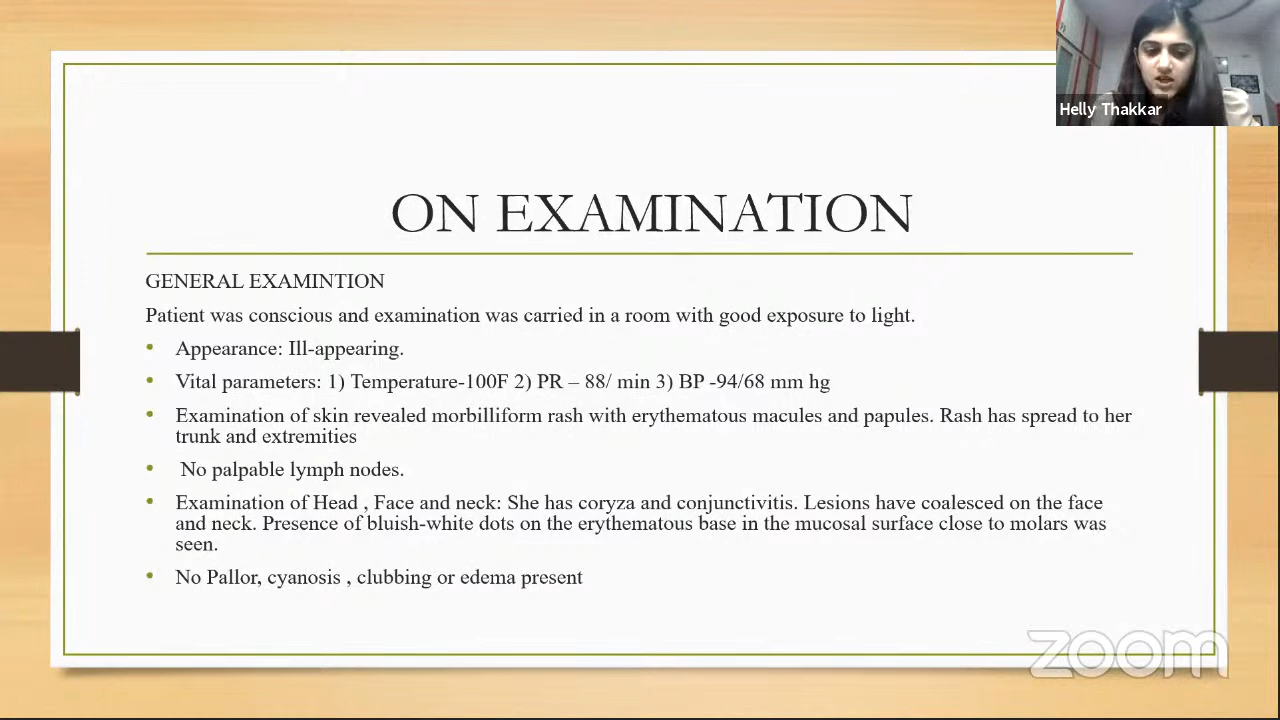 Helly Thakkar
ON EXAMINATION
GENERAL EXAMINTION
Patient was conscious and examination was carried in a room with good exposure to light.
• Appearance: Ill-appearing.
• Vital parameters: 1) Temperature-100F 2) PR – 88/ min 3) BP -94/68 mm hg
• Examination of skin revealed morbilliform rash with erythematous macules and papules. Rash has spread to her
trunk and extremities
• No palpable lymph nodes.
• Examination of Head , Face and neck: She has coryza and conjunctivitis. Lesions have coalesced on the face
and neck. Presence of bluish-white dots on the erythematous base in the mucosal surface close to molars was
seen.
• No Pallor, cyanosis , clubbing or edema present
zoom